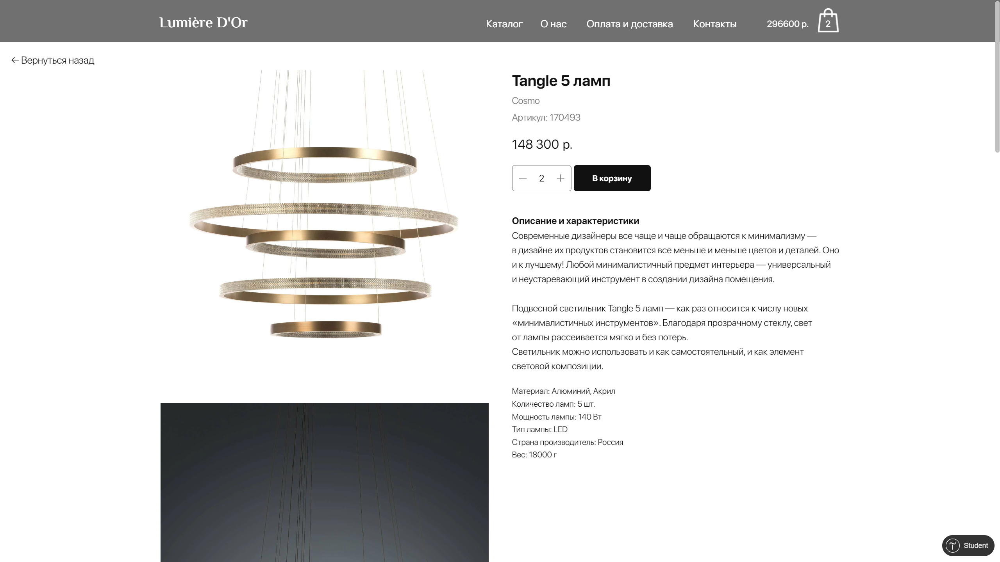 Lumière D'Or
Каталог
О нас
Оплата и доставка
Контакты
296600 р.
2
← Вернуться назад
Tangle 5 ламп
Cosmo
Артикул: 170493
148 300 р.
— 2 +
В корзину
Описание и характеристики
Современные дизайнеры все чаще и чаще обращаются к минимализму —
в дизайне их продуктов становится все меньше и меньше цветов и деталей. Оно
и к лучшему! Любой минималистичный предмет интерьера — универсальный
и неустаревающий инструмент в создании дизайна помещения.
Подвесной светильник Tangle 5 ламп — как раз относится к числу новых
«минималистичных инструментов». Благодаря прозрачному стеклу, свет
от лампы рассеивается мягко и без потерь.
Светильник можно использовать и как самостоятельный, и как элемент
световой композиции.
Материал: Алюминий, Акрил
Количество ламп: 5 шт.
Мощность лампы: 140 Вт
Тип лампы: LED
Страна производитель: Россия
Вес: 18000 г
Student